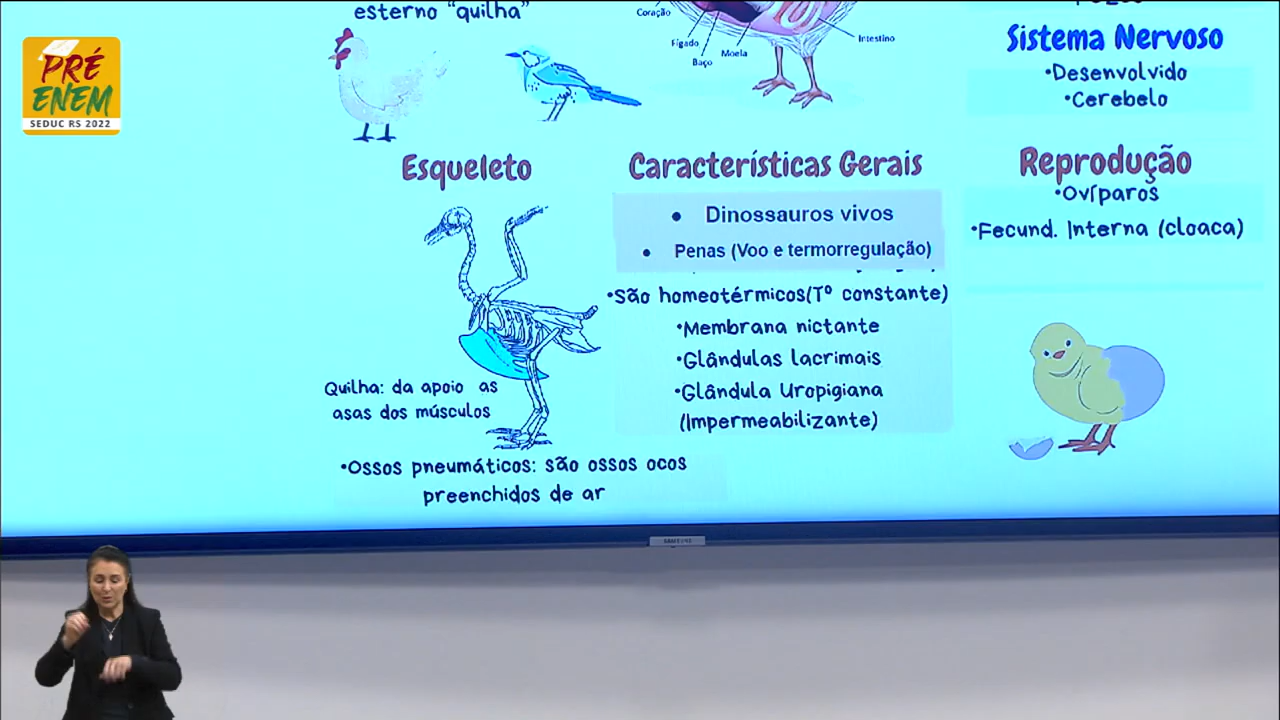 esterno “quilha”
PRÉ
ENEM
SEDUC RS 2022
Coração
Fígado
Baço
Moela
Intestino
Sistema Nervoso
•Desenvolvido
•Cerebelo
Esqueleto
Quilha: da apoio as
asas dos músculos
•Ossos pneumáticos: são ossos ocos
preenchidos de ar
Características Gerais
• Dinossauros vivos
• Penas (Voo e termorregulação)
•São homeotérmicos(Tº constante)
•Membrana nictante
•Glândulas lacrimais
•Glândula Uropigiana
(Impermeabilizante)
Reprodução
•Ovíparos
•Fecund. Interna (cloaca)